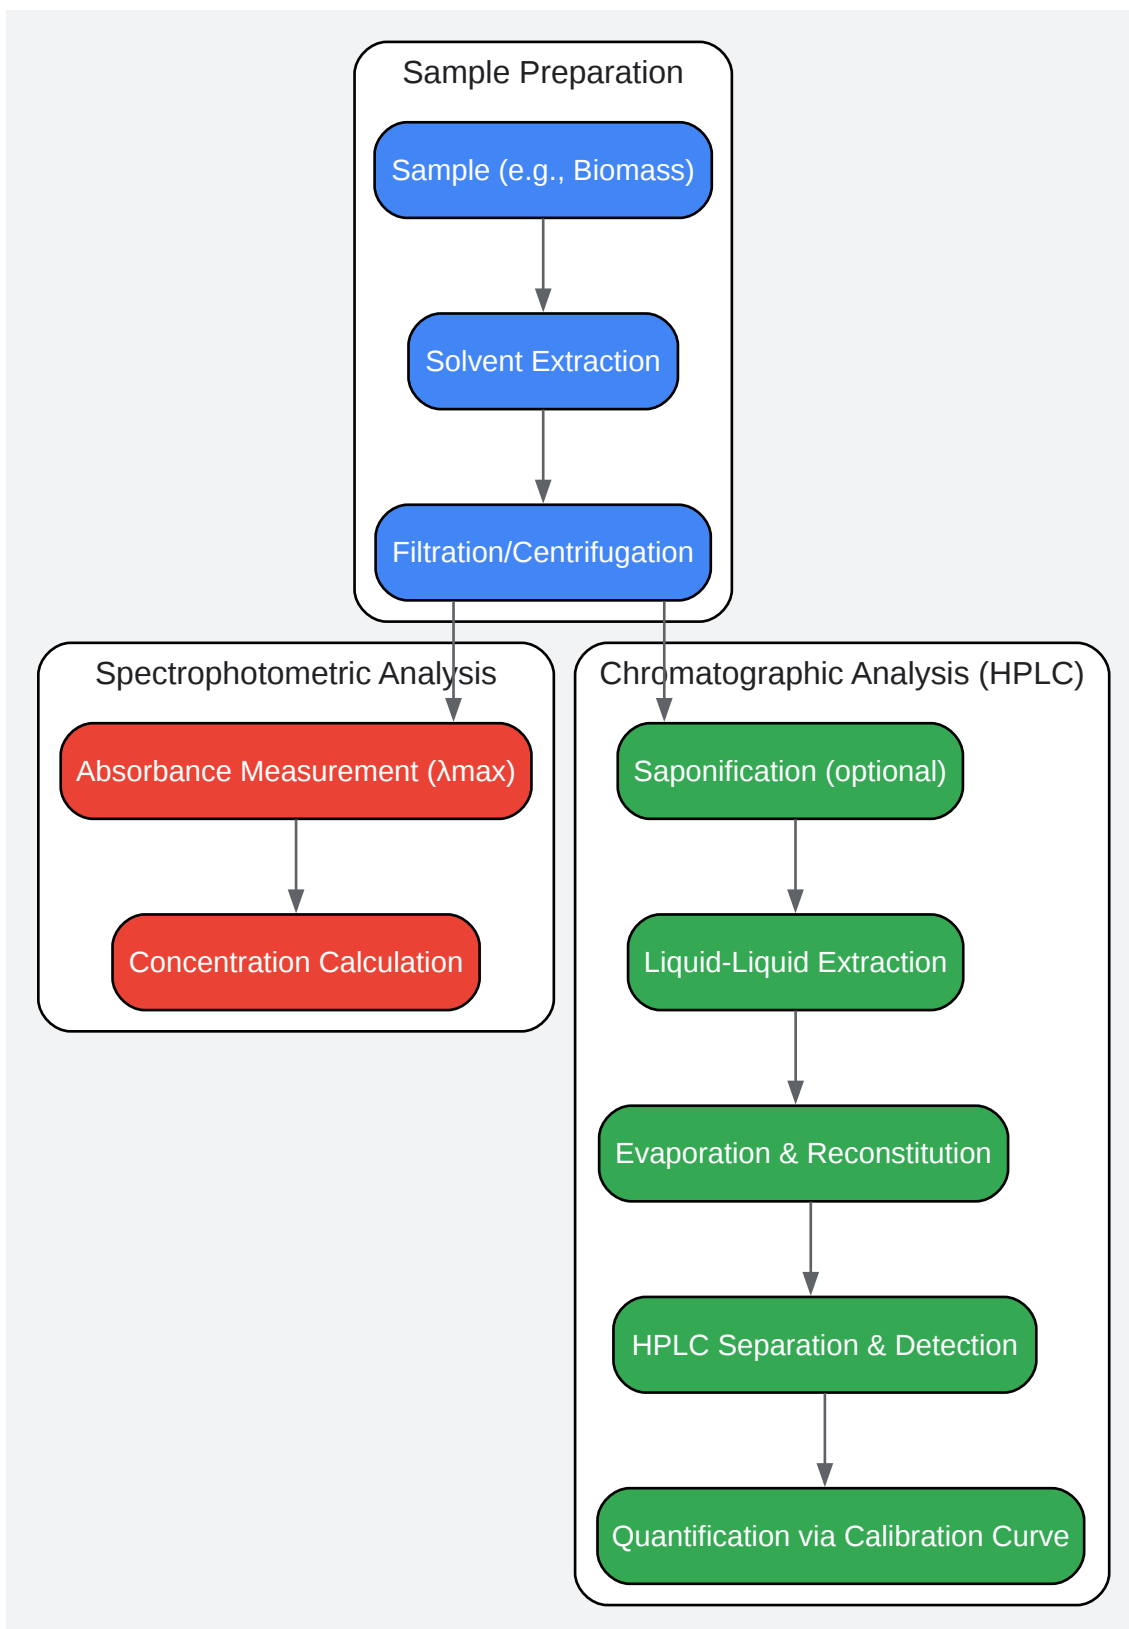 Sample Preparation
Sample (e.g., Biomass)
Solvent Extraction
Filtration/Centrifugation
Spectrophotometric Analysis
Absorbance Measurement (λmax)
Concentration Calculation
Chromatographic Analysis (HPLC)
Saponification (optional)
Liquid-Liquid Extraction
Evaporation & Reconstitution
HPLC Separation & Detection
Quantification via Calibration Curve